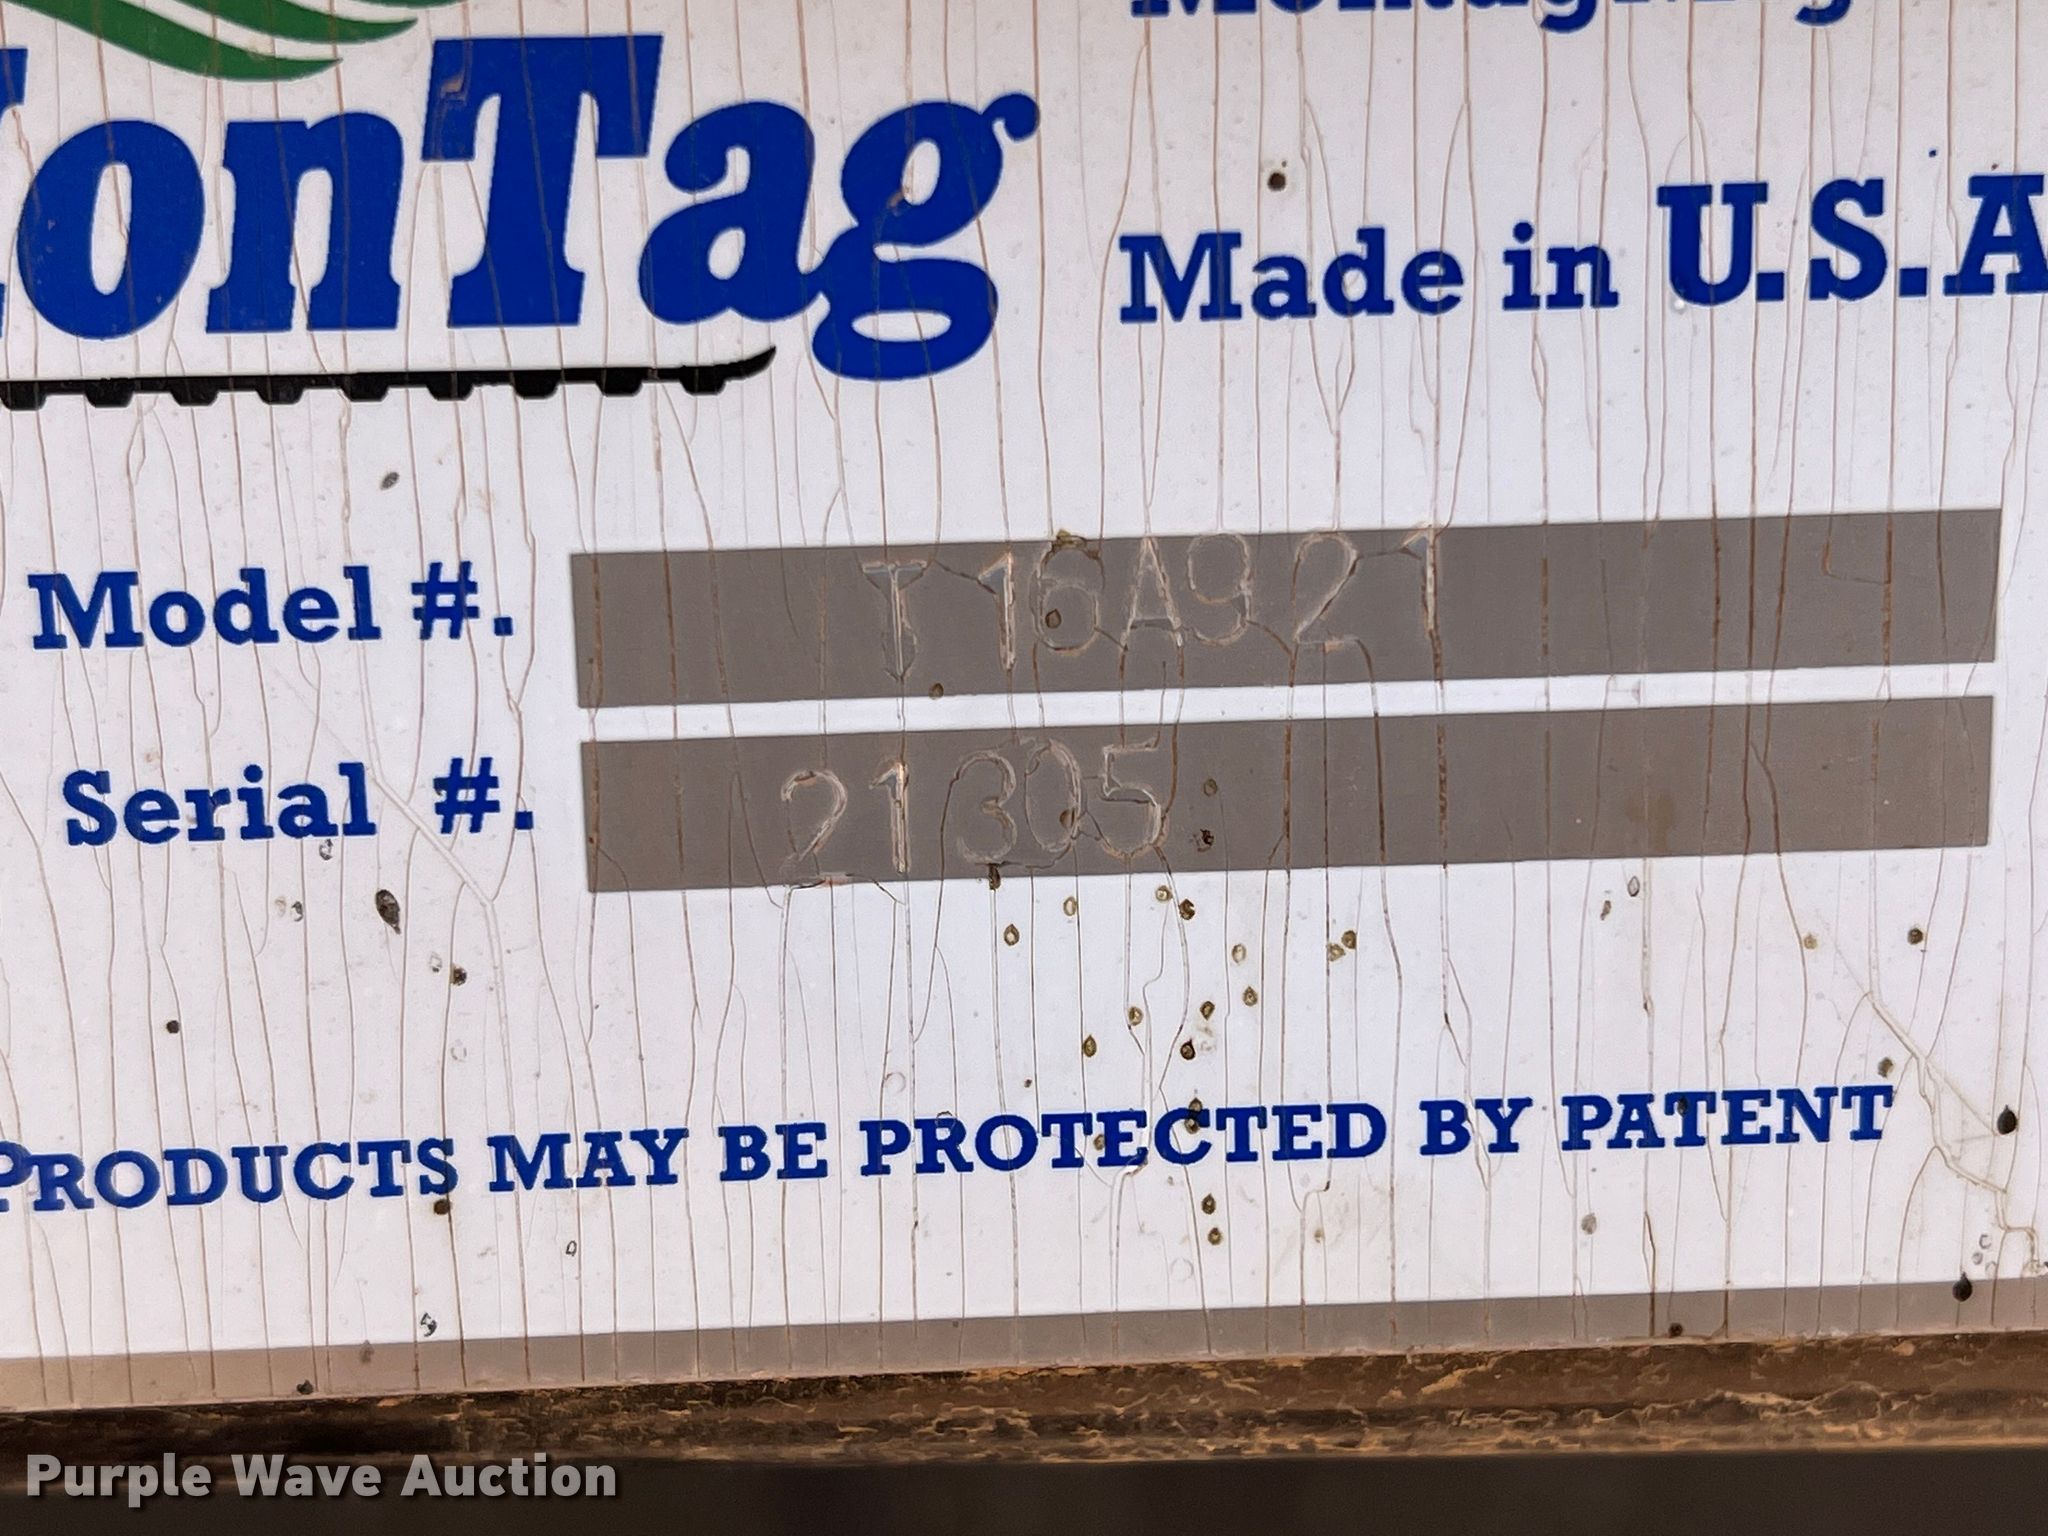 MonTag
Made in U.S.A
Model #. T16A921
Serial #. 21305
PRODUCTS MAY BE PROTECTED BY PATENT
Purple Wave Auction